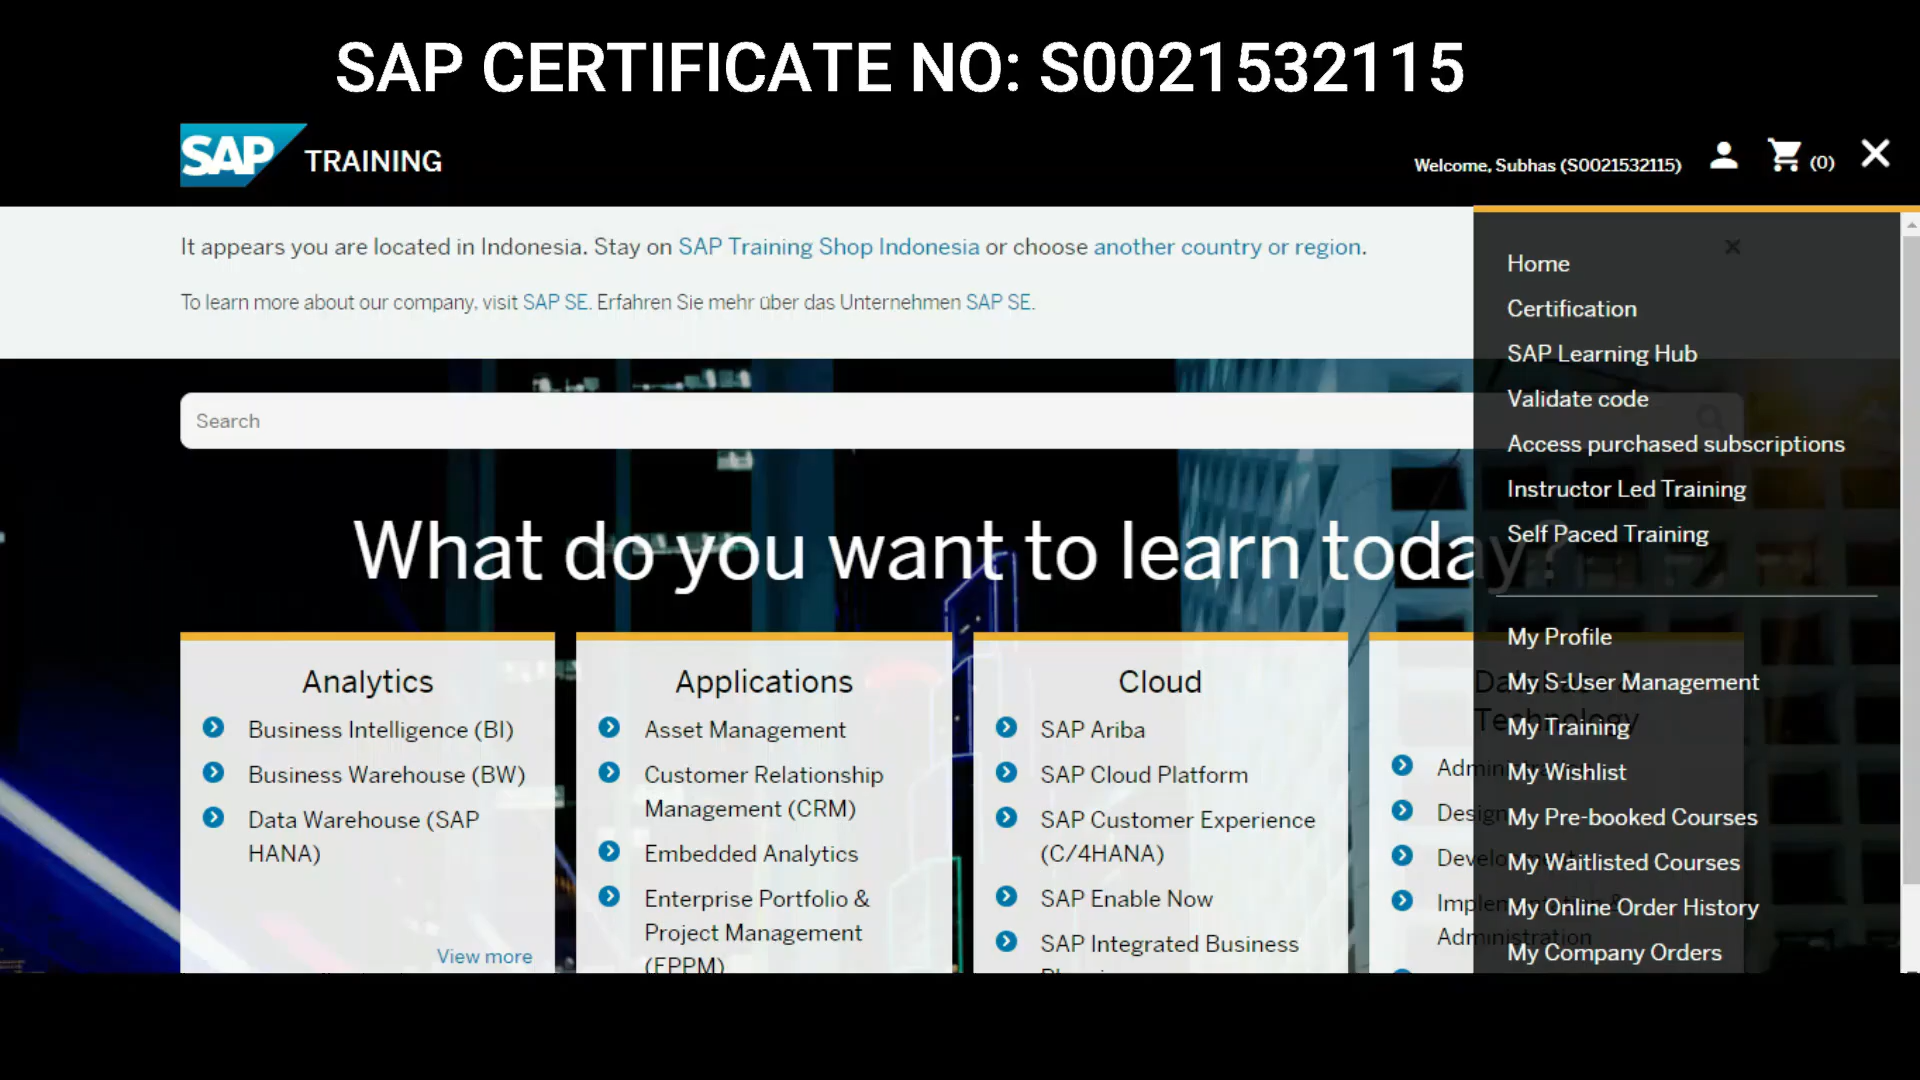 SAP CERTIFICATE NO: S0021532115
SAP TRAINING
Welcome, Subhas (S0021532115)
(0)
It appears you are located in Indonesia. Stay on SAP Training Shop Indonesia or choose another country or region.
To learn more about our company, visit SAP SE. Erfahren Sie mehr über das Unternehmen SAP SE.
Search
What do you want to learn today?
Analytics
Business Intelligence (BI)
Business Warehouse (BW)
Data Warehouse (SAP
HANA)
View more
Applications
Asset Management
Customer Relationship
Management (CRM)
Embedded Analytics
Enterprise Portfolio &
Project Management
(EPPM)
Cloud
SAP Ariba
SAP Cloud Platform
SAP Customer Experience
(C/4HANA)
SAP Enable Now
SAP Integrated Business
Database &
Technology
Administration
Administration
Home
Certification
SAP Learning Hub
Validate code
Access purchased subscriptions
Instructor Led Training
Self Paced Training
My Profile
My S-User Management
My Training
My Wishlist
My Pre-booked Courses
My Waitlisted Courses
My Online Order History
My Company Orders